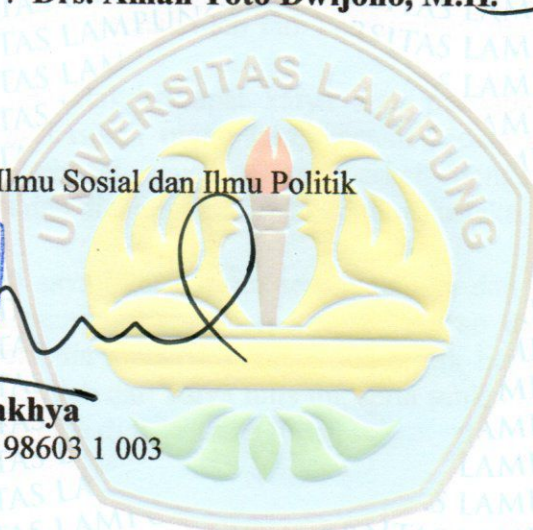 Drs. Aman Toto Dwijono, M.H.
UNIVERSITAS LAMPUNG
Ilmu Sosial dan Ilmu Politik
akhya
98603 1 003